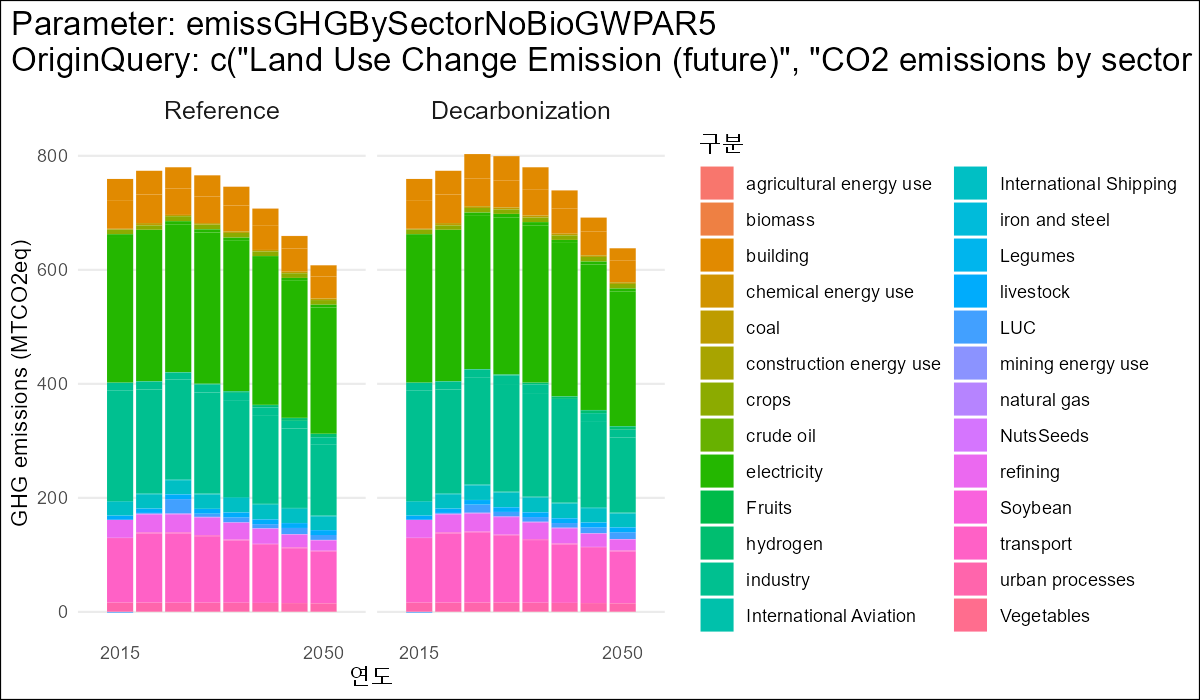 Parameter: emissGHGBySectorNoBioGWPAR5
OriginQuery: c("Land Use Change Emission (future)", "CO2 emissions by sector
Reference
Decarbonization
GHG emissions (MTCO2eq)
800
600
400
200
0
2015
2050
2015
2050
연도
구분
agricultural energy use
biomass
building
chemical energy use
coal
construction energy use
crops
crude oil
electricity
Fruits
hydrogen
industry
International Aviation
International Shipping
iron and steel
Legumes
livestock
LUC
mining energy use
natural gas
NutsSeeds
refining
Soybean
transport
urban processes
Vegetables